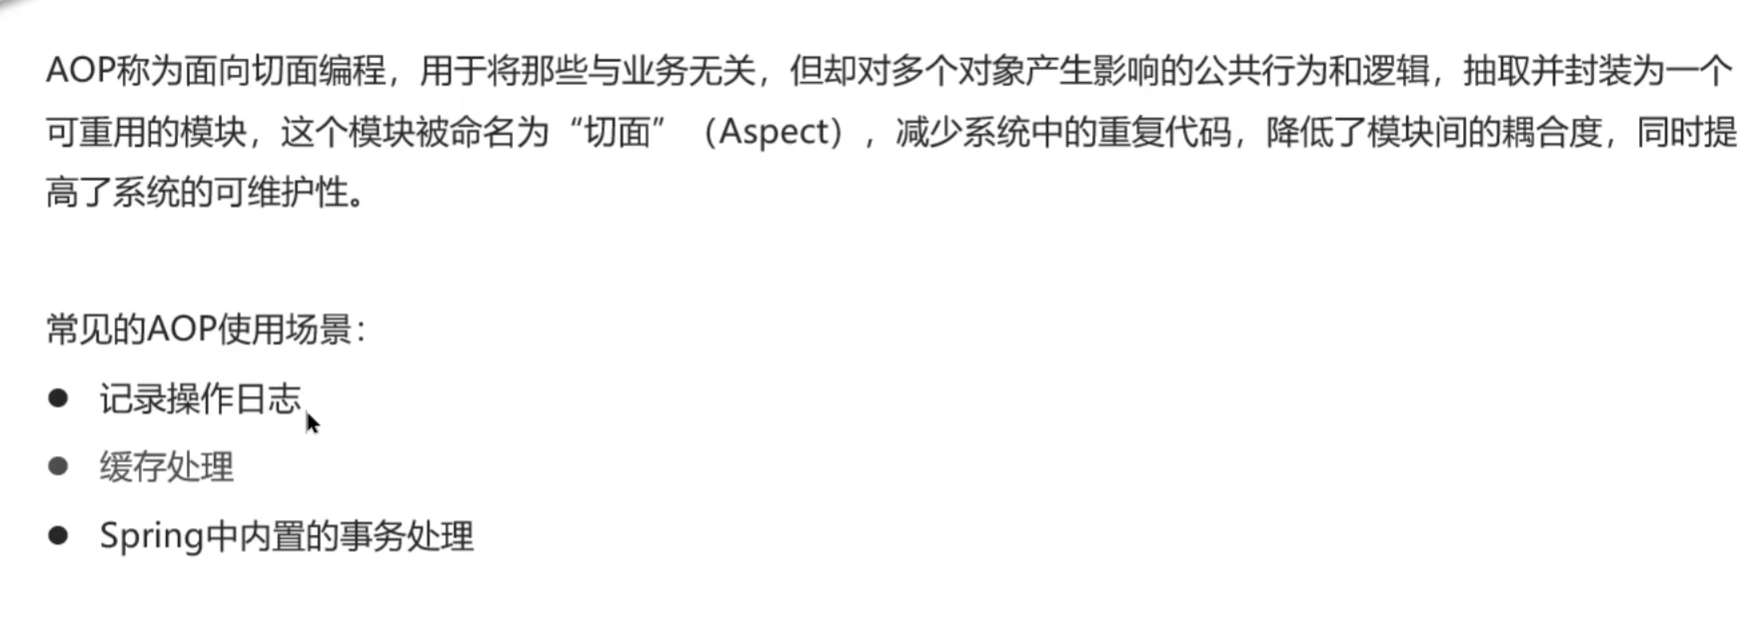 AOP称为面向切面编程，用于将那些与业务无关，但却对多个对象产生影响的公共行为和逻辑，抽取并封装为一个
可重用的模块，这个模块被命名为“切面”（Aspect），减少系统中的重复代码，降低了模块间的耦合度，同时提
高了系统的可维护性。
常见的AOP使用场景：
● 记录操作日志
● 缓存处理
● Spring中内置的事务处理